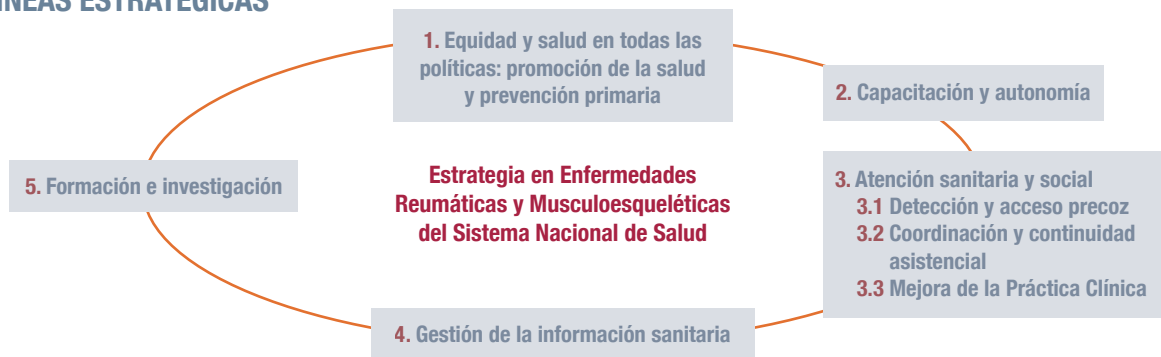 LÍNEAS ESTRATÉGICAS
1. Equidad y salud en todas las
políticas: promoción de la salud
y prevención primaria
2. Capacitación y autonomía
3. Atención sanitaria y social
3.1 Detección y acceso precoz
3.2 Coordinación y continuidad
asistencial
3.3 Mejora de la Práctica Clínica
4. Gestión de la información sanitaria
5. Formación e investigación
Estrategia en Enfermedades
Reumáticas y Musculoesqueléticas
del Sistema Nacional de Salud